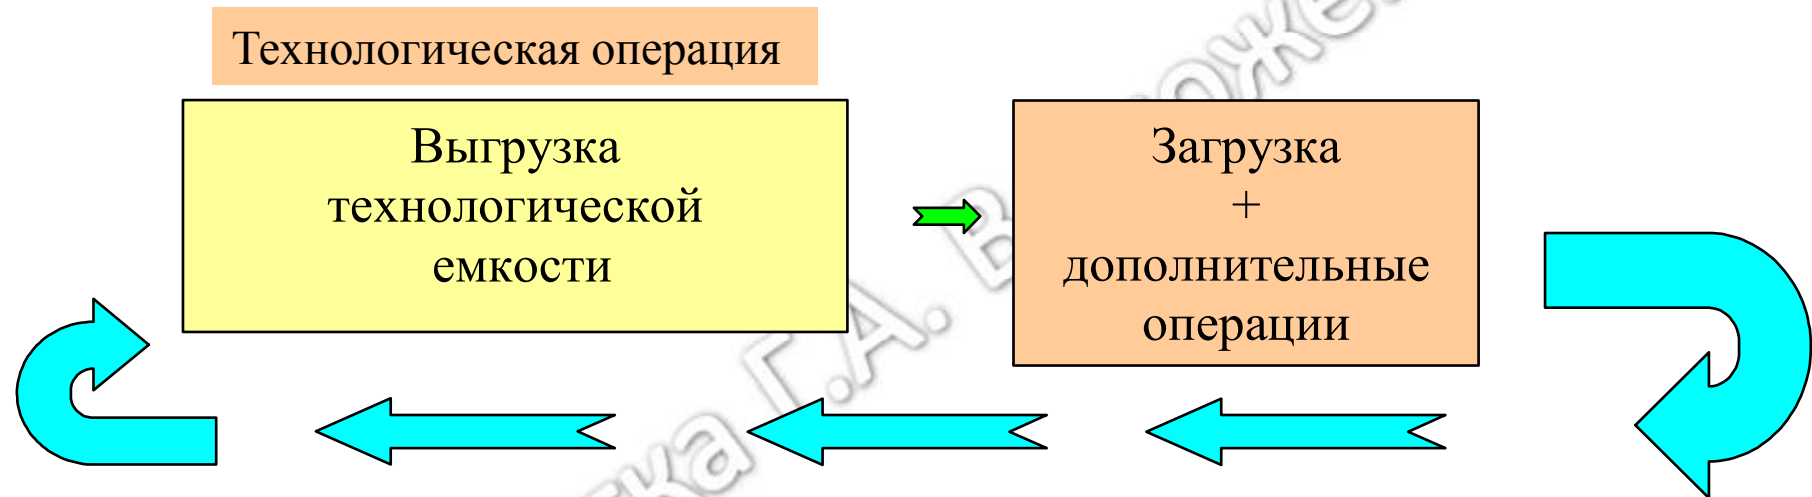 Технологическая операция
Выгрузка
технологической
емкости
Загрузка
+
дополнительные
операции
Г.А.